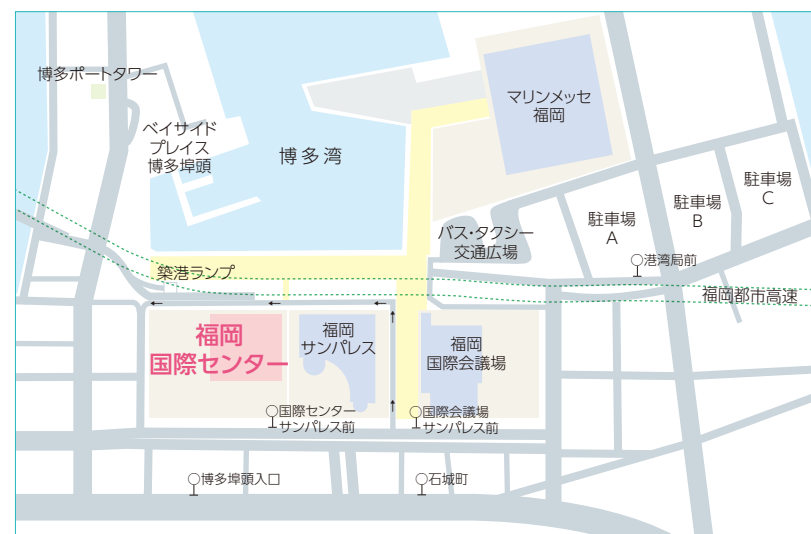 博多ポートタワー
ベイサイド
プレイス
博多埠頭
博多湾
マリンメッセ
福岡
バス・タクシー
交通広場
駐車場
A
駐車場
B
駐車場
C
港湾局前
築港ランプ
福岡都市高速
福岡
国際センター
福岡
サンパレス
福岡
国際会議場
国際センター
サンパレス前
国際会議場
サンパレス前
博多埠頭入口
石城町